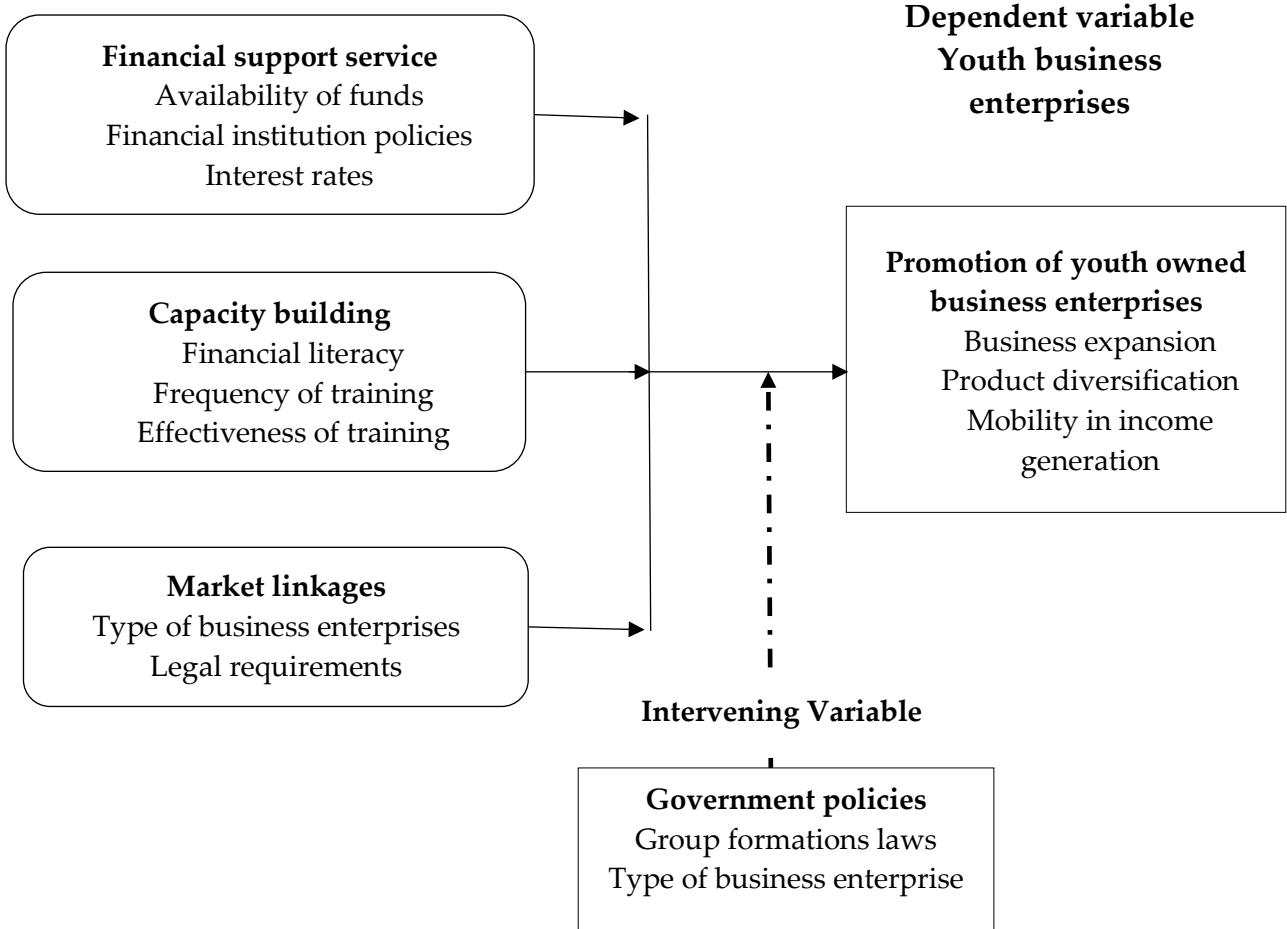 Dependent variable
Youth business
enterprises
Financial support service
Availability of funds
Financial institution policies
Interest rates
Capacity building
Financial literacy
Frequency of training
Effectiveness of training
Market linkages
Type of business enterprises
Legal requirements
Promotion of youth owned
business enterprises
Business expansion
Product diversification
Mobility in income
generation
Intervening Variable
Government policies
Group formations laws
Type of business enterprise